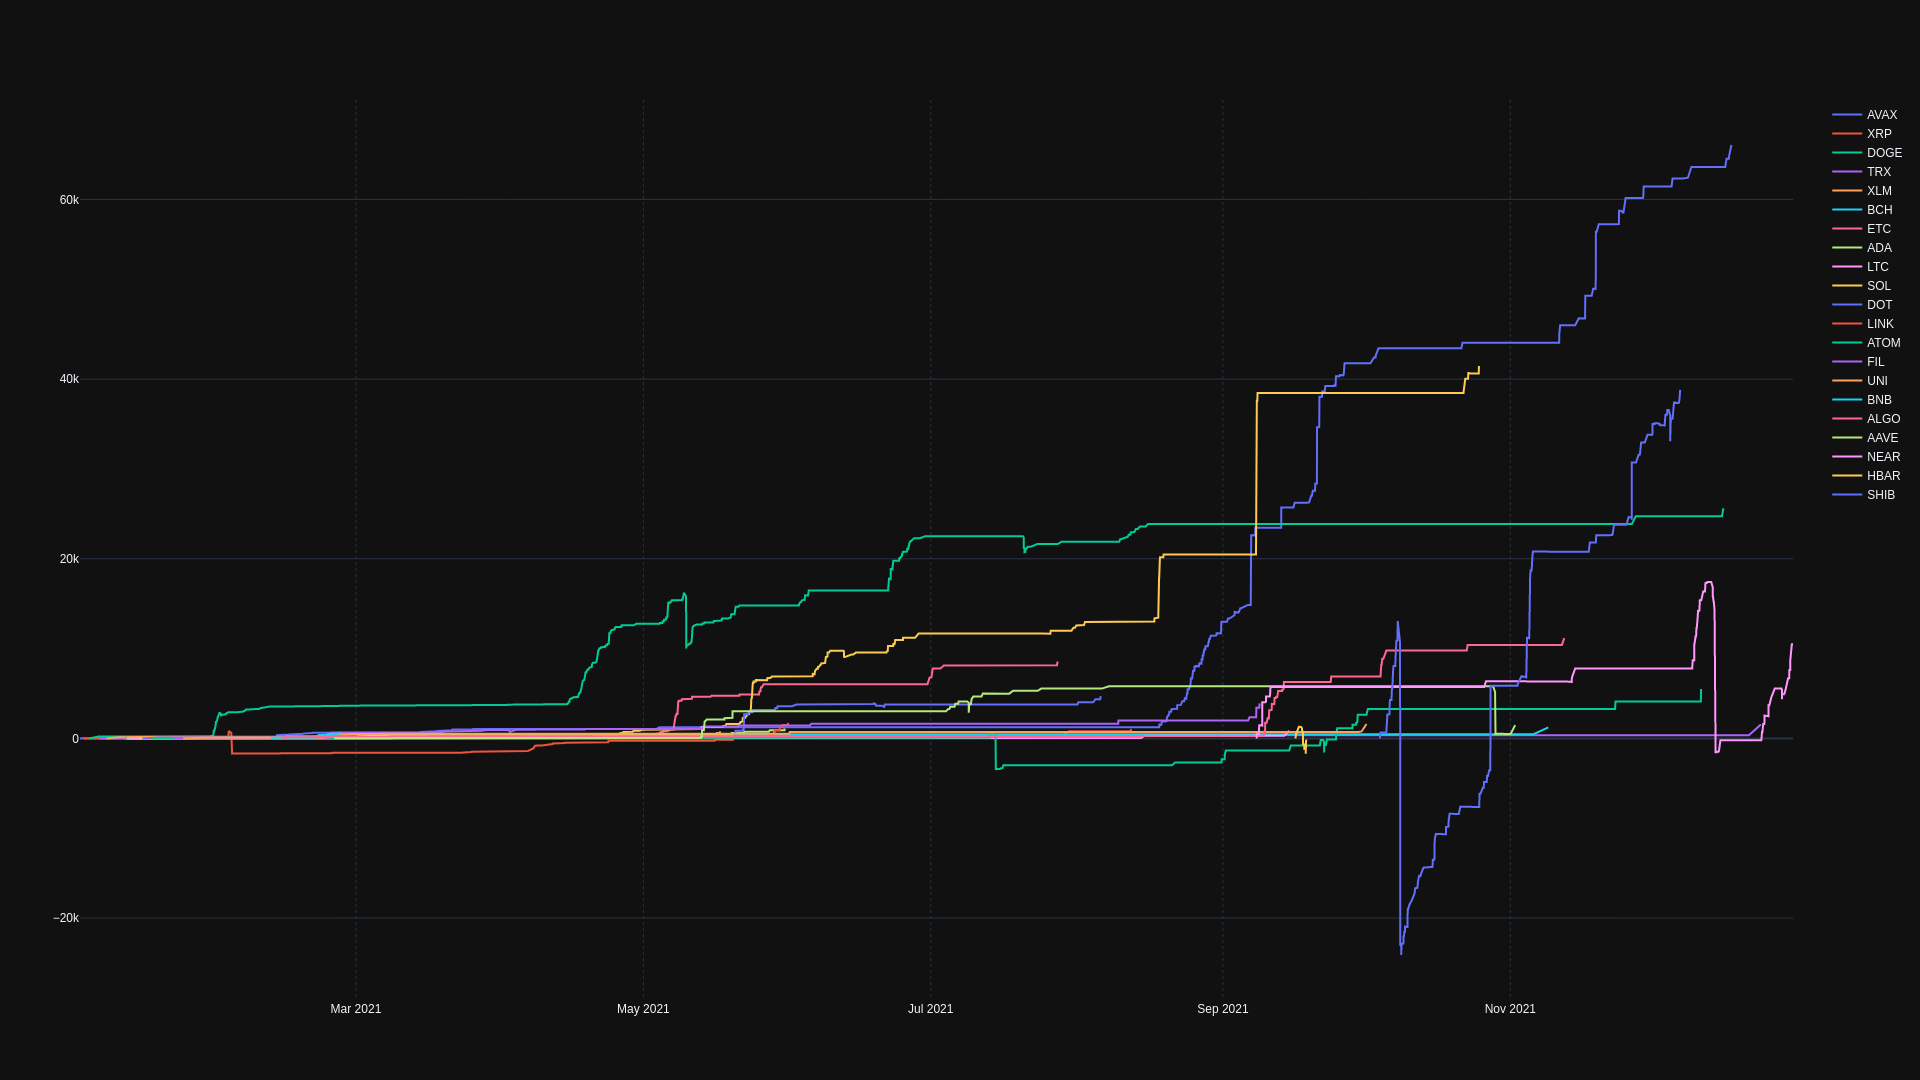 60k
40k
20k
0
−20k
Mar 2021
May 2021
Jul 2021
Sep 2021
Nov 2021
AVAX
XRP
DOGE
TRX
XLM
BCH
ETC
ADA
LTC
SOL
DOT
LINK
ATOM
FIL
UNI
BNB
ALGO
AAVE
NEAR
HBAR
SHIB